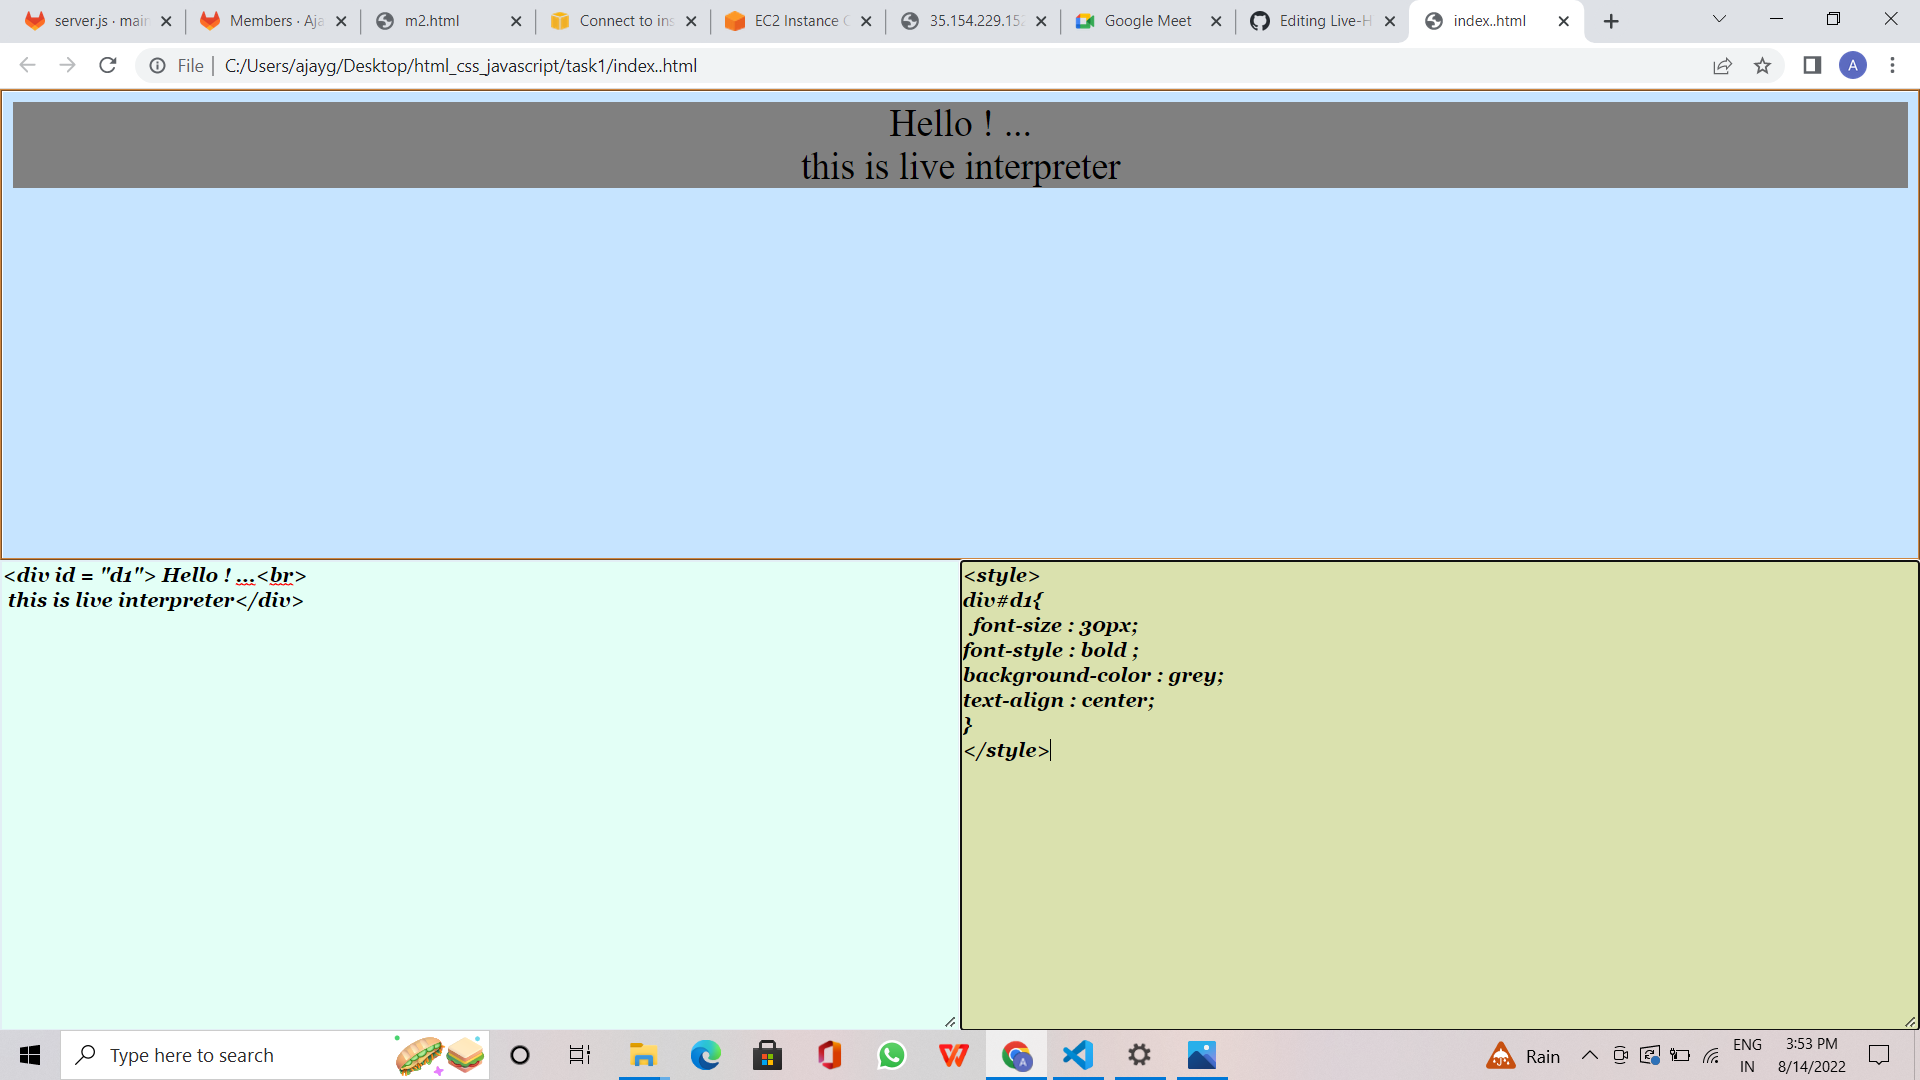 server.js · main
Members · Aja
m2.html
Connect to ins
EC2 Instance C
35.154.229.152
Google Meet
Editing Live-H
index..html
File
C:/Users/ajayg/Desktop/html_css_javascript/task1/index..html
A
Hello ! ...
this is live interpreter
<div id = "d1"> Hello ! ...<br>
this is live interpreter</div>
<style>
div#d1{
font-size : 30px;
font-style : bold ;
background-color : grey;
text-align : center;
}
</style>
Type here to search
Rain
ENG
IN
3:53 PM
8/14/2022